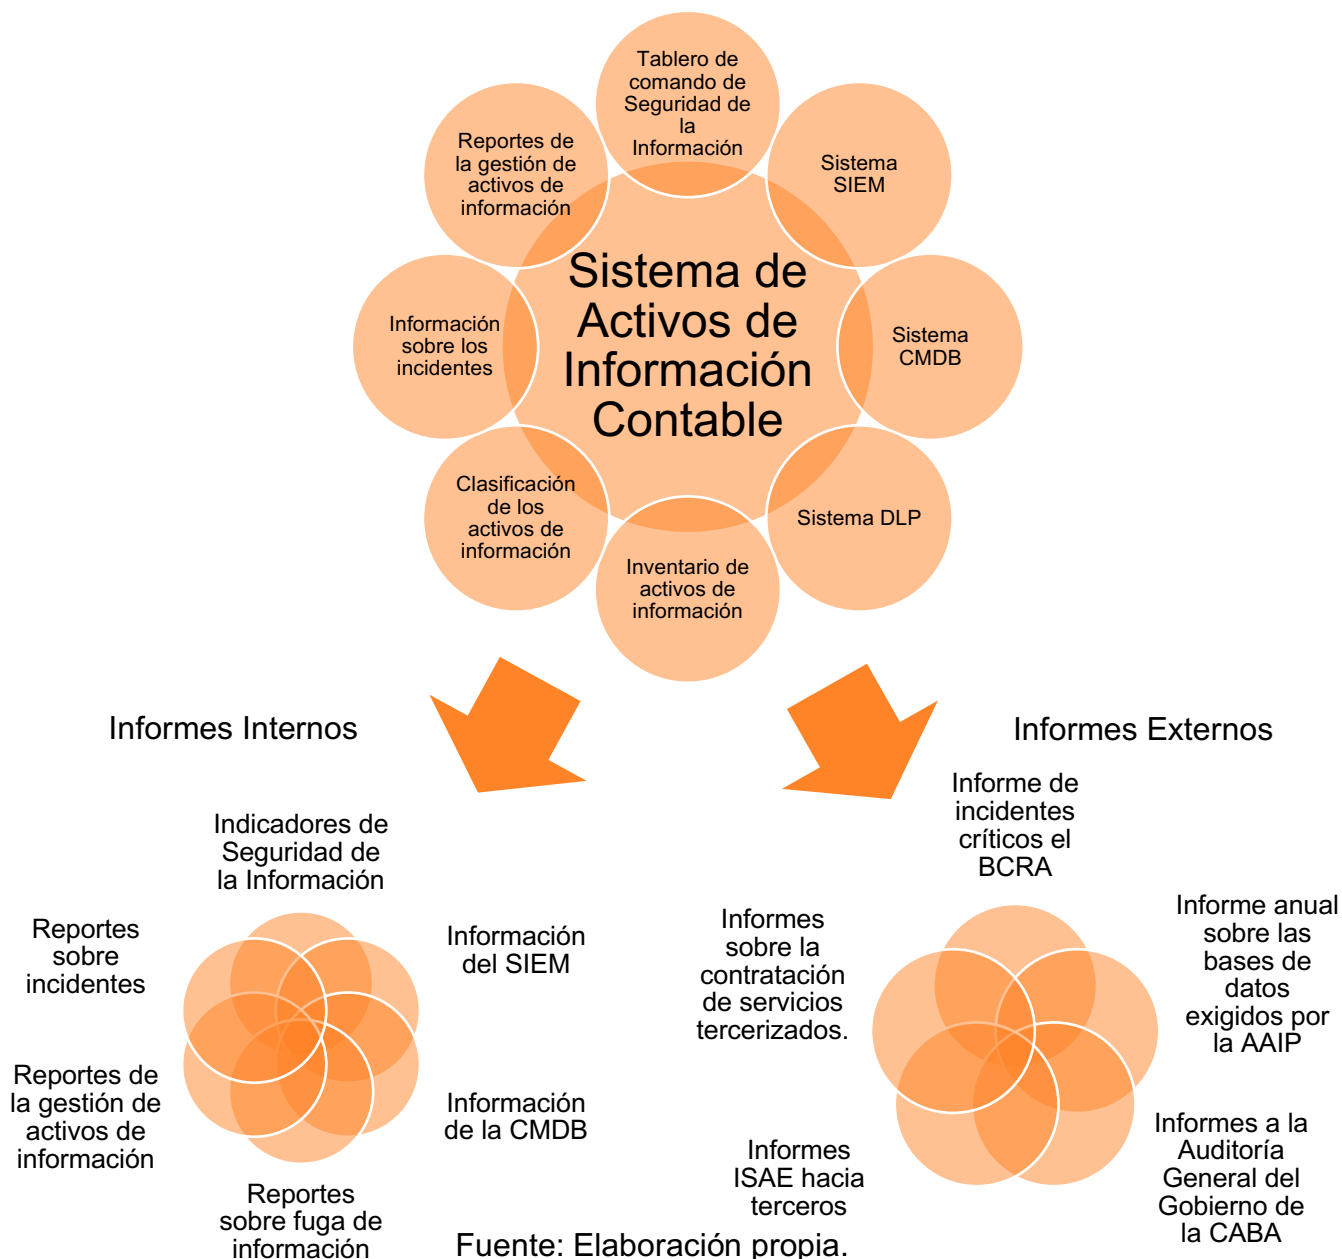 Tablero de
comando de
Seguridad de
la
Información
Reportes de
la gestión de
activos de
información
Sistema
SIEM
Sistema de
Activos de
Información
Contable
Información
sobre los
incidentes
Sistema
CMDB
Clasificación
de los
activos de
información
Sistema DLP
Inventario de
activos de
información
Informes Internos
Indicadores de
Seguridad de
la Información
Reportes
sobre
incidentes
Información
del SIEM
Reportes de
la gestión de
activos de
información
Información
de la CMDB
Reportes
sobre fuga de
información
Informes Externos
Informe de
incidentes
críticos el
BCRA
Informes
sobre la
contratación
de servicios
tercerizados.
Informe anual
sobre las
bases de
datos
exigidos por
la AAIP
Informes
ISAE hacia
terceros
Informes a la
Auditoría
General del
Gobierno de
la CABA
Fuente: Elaboración propia.